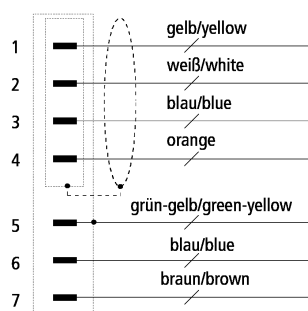 1 gelb/yellow
2 weiß/white
3 blau/blue
4 orange
5 grün-gelb/green-yellow
6 blau/blue
7 braun/brown